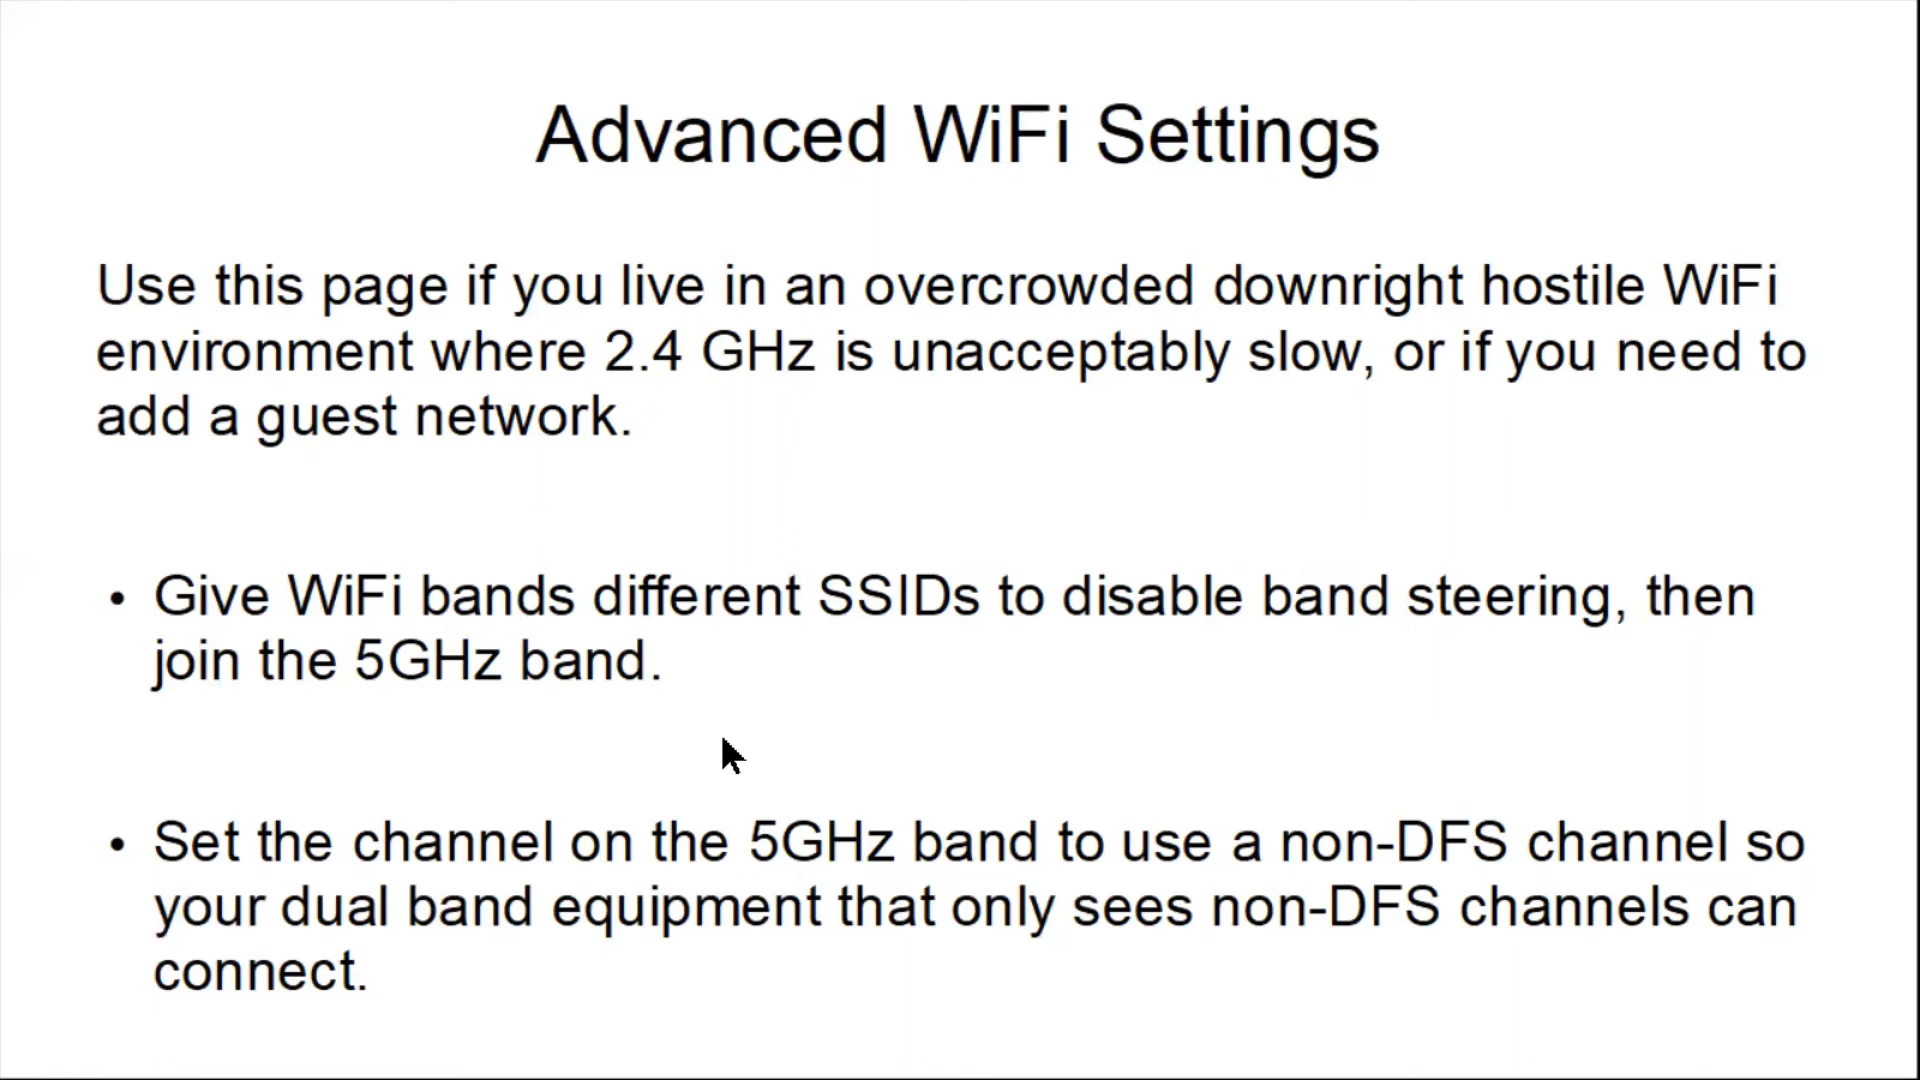 Advanced WiFi Settings
Use this page if you live in an overcrowded downright hostile WiFi
environment where 2.4 GHz is unacceptably slow, or if you need to
add a guest network.
• Give WiFi bands different SSIDs to disable band steering, then
join the 5GHz band.
• Set the channel on the 5GHz band to use a non-DFS channel so
your dual band equipment that only sees non-DFS channels can
connect.